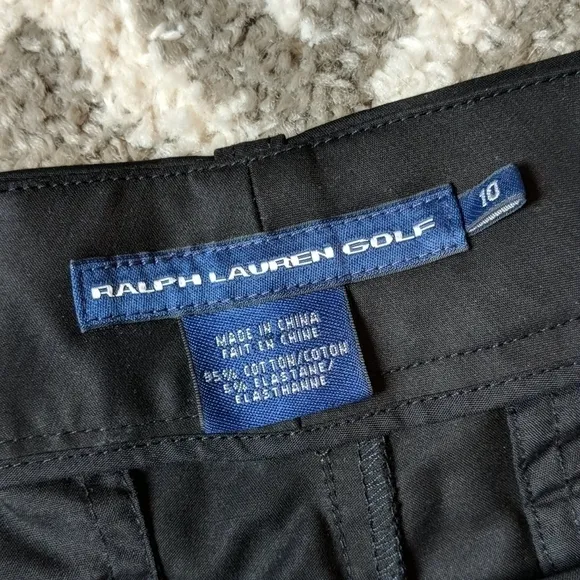 RALPH LAUREN GOLF
10
MADE IN CHINA
FAIT EN CHINE
95% COTTON/COTON
5% ELASTANE/
ELASTHANNE